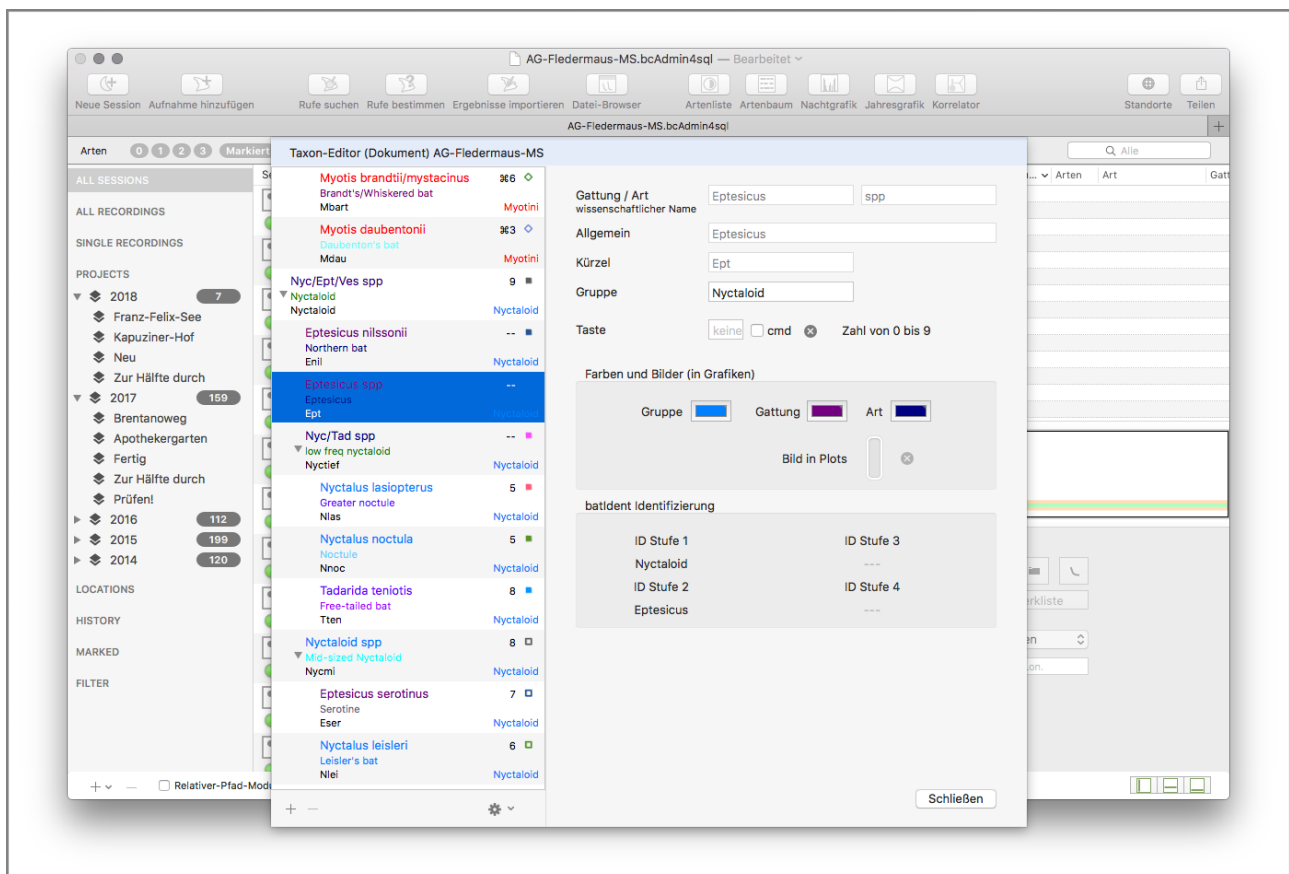 AG-Fledermaus-MS.bcAdmin4sql — Bearbeitet
Neue Session Aufnahme hinzufügen Rufe suchen Rufe bestimmen Ergebnisse importieren Datei-Browser Artenliste Artenbaum Nachtgrafik Jahresgrafik Korrelator Standorte Teilen
AG-Fledermaus-MS.bcAdmin4sql
Arten 0 1 2 3 Alle
ALL SESSIONS
ALL RECORDINGS
SINGLE RECORDINGS
PROJECTS
2018 7
Franz-Felix-See
Kapuziner-Hof
Neu
Zur Hälfte durch
2017 159
Brentanoweg
Apothekergarten
Fertig
Zur Hälfte durch
Prüfen!
2016 112
2015 199
2014 120
LOCATIONS
HISTORY
MARKED
FILTER
Taxon-Editor (Dokument) AG-Fledermaus-MS
Myotis brandtii/mystacinus ⌘6
Brandt's/Whiskered bat
Mbart Myotini
Myotis daubentonii ⌘3
Daubenton's bat
Mdau Myotini
Nyc/Ept/Ves spp 9
Nyctaloid
Nyctaloid Nyctaloid
Eptesicus nilssonii --
Northern bat
Enil Nyctaloid
Eptesicus spp --
Eptesicus
Ept Nyctaloid
Nyc/Tad spp --
low freq nyctaloid
Nyctief Nyctaloid
Nyctalus lasiopterus 5
Greater noctule
Nlas Nyctaloid
Nyctalus noctula 5
Noctule
Nnoc Nyctaloid
Tadarida teniotis 8
Free-tailed bat
Tten Nyctaloid
Nyctaloid spp 8
Mid-sized Nyctaloid
Nycmi Nyctaloid
Eptesicus serotinus 7
Serotine
Eser Nyctaloid
Nyctalus leisleri 6
Leisler's bat
Nlei Nyctaloid
Gattung / Art Eptesicus spp
wissenschaftlicher Name
Allgemein Eptesicus
Kürzel Ept
Gruppe Nyctaloid
Taste keine cmd Zahl von 0 bis 9
Farben und Bilder (in Grafiken)
Gruppe Gattung Art
Bild in Plots
batIdent Identifizierung
ID Stufe 1 ID Stufe 3
Nyctaloid ---
ID Stufe 2 ID Stufe 4
Eptesicus ---
Schließen
Arten Art